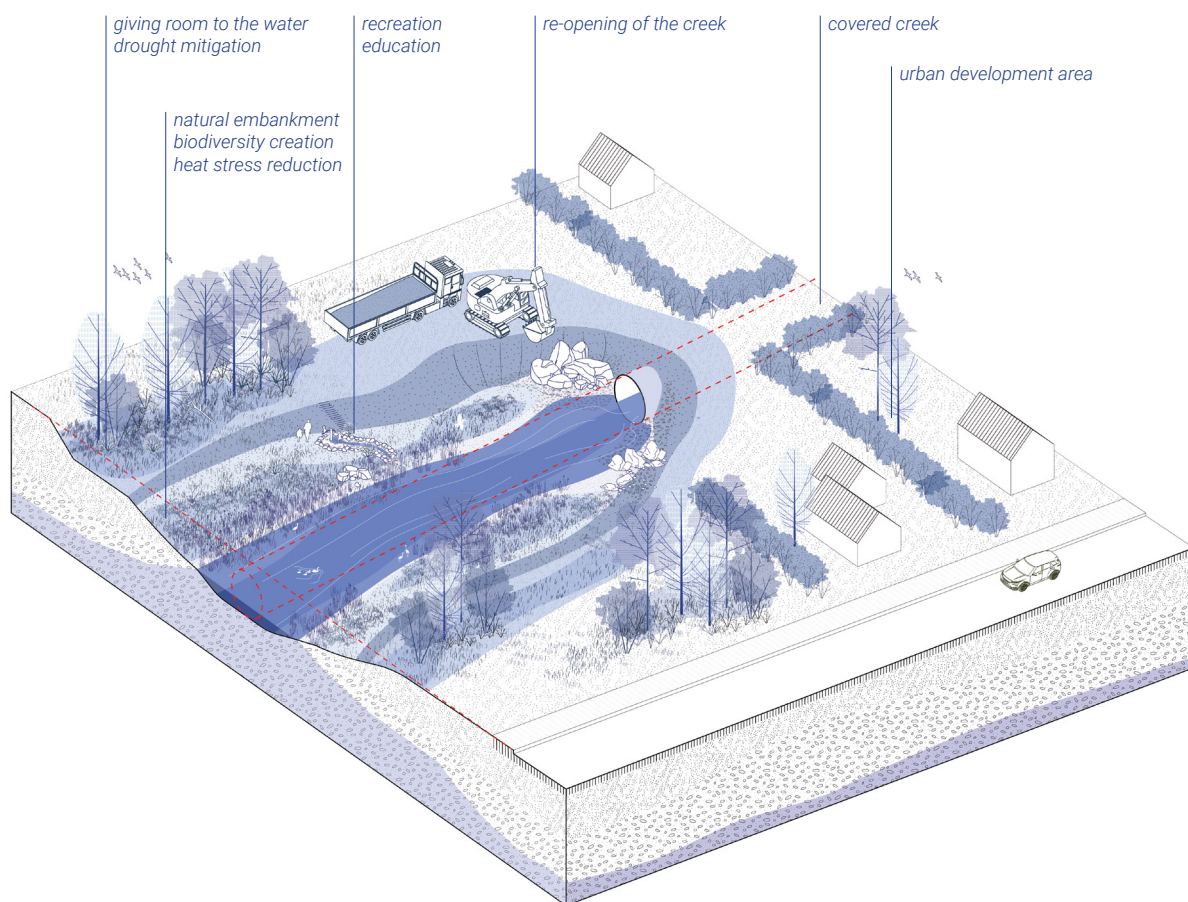 giving room to the water
drought mitigation
recreation
education
re-opening of the creek
covered creek
urban development area
natural embankment
biodiversity creation
heat stress reduction